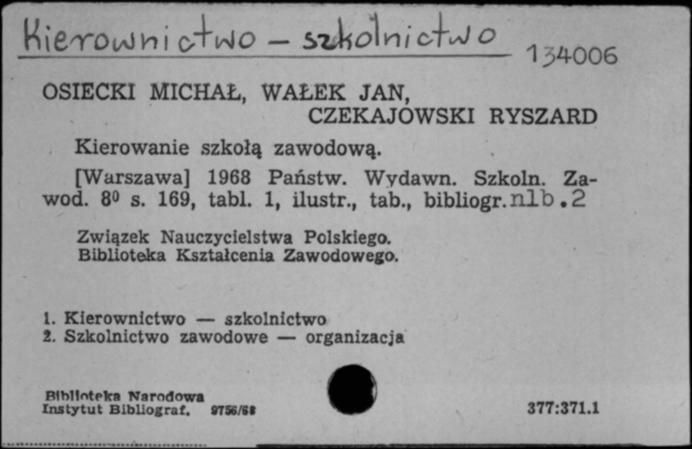 Kierownictwo – szkolnictwo
134006
OSIECKI MICHAŁ, WAŁEK JAN,
CZEKAJOWSKI RYSZARD
Kierowanie szkołą zawodową.
[Warszawa] 1968 Państw. Wydawn. Szkoln. Za-
wod. 8⁰ s. 169, tabl. 1, ilustr., tab., bibliogr. nlb.2
Związek Nauczycielstwa Polskiego.
Biblioteka Kształcenia Zawodowego.
1. Kierownictwo — szkolnictwo
2. Szkolnictwo zawodowe — organizacja
Biblioteka Narodowa
Instytut Bibliograf. 9756/68
377:371.1